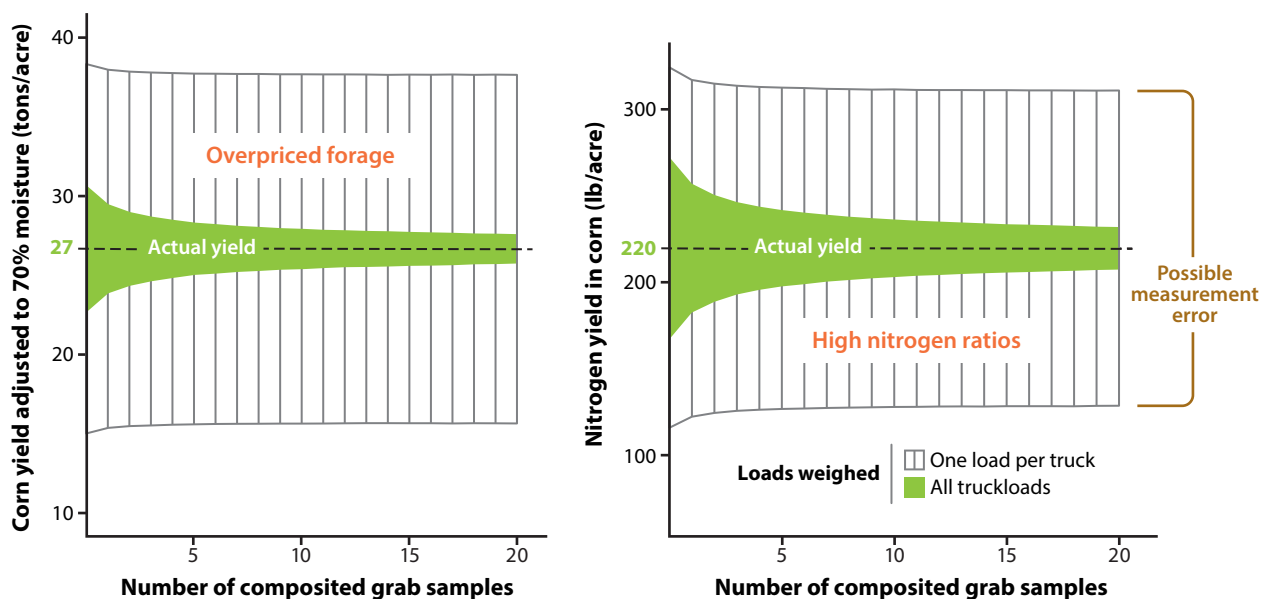 Corn yield adjusted to 70% moisture (tons/acre)
40
30
27
20
10
Overpriced forage
Actual yield
5
10
15
20
Number of composited grab samples
Nitrogen yield in corn (lb/acre)
300
220
200
100
Actual yield
High nitrogen ratios
Possible
measurement
error
Loads weighed
One load per truck
All truckloads
5
10
15
20
Number of composited grab samples